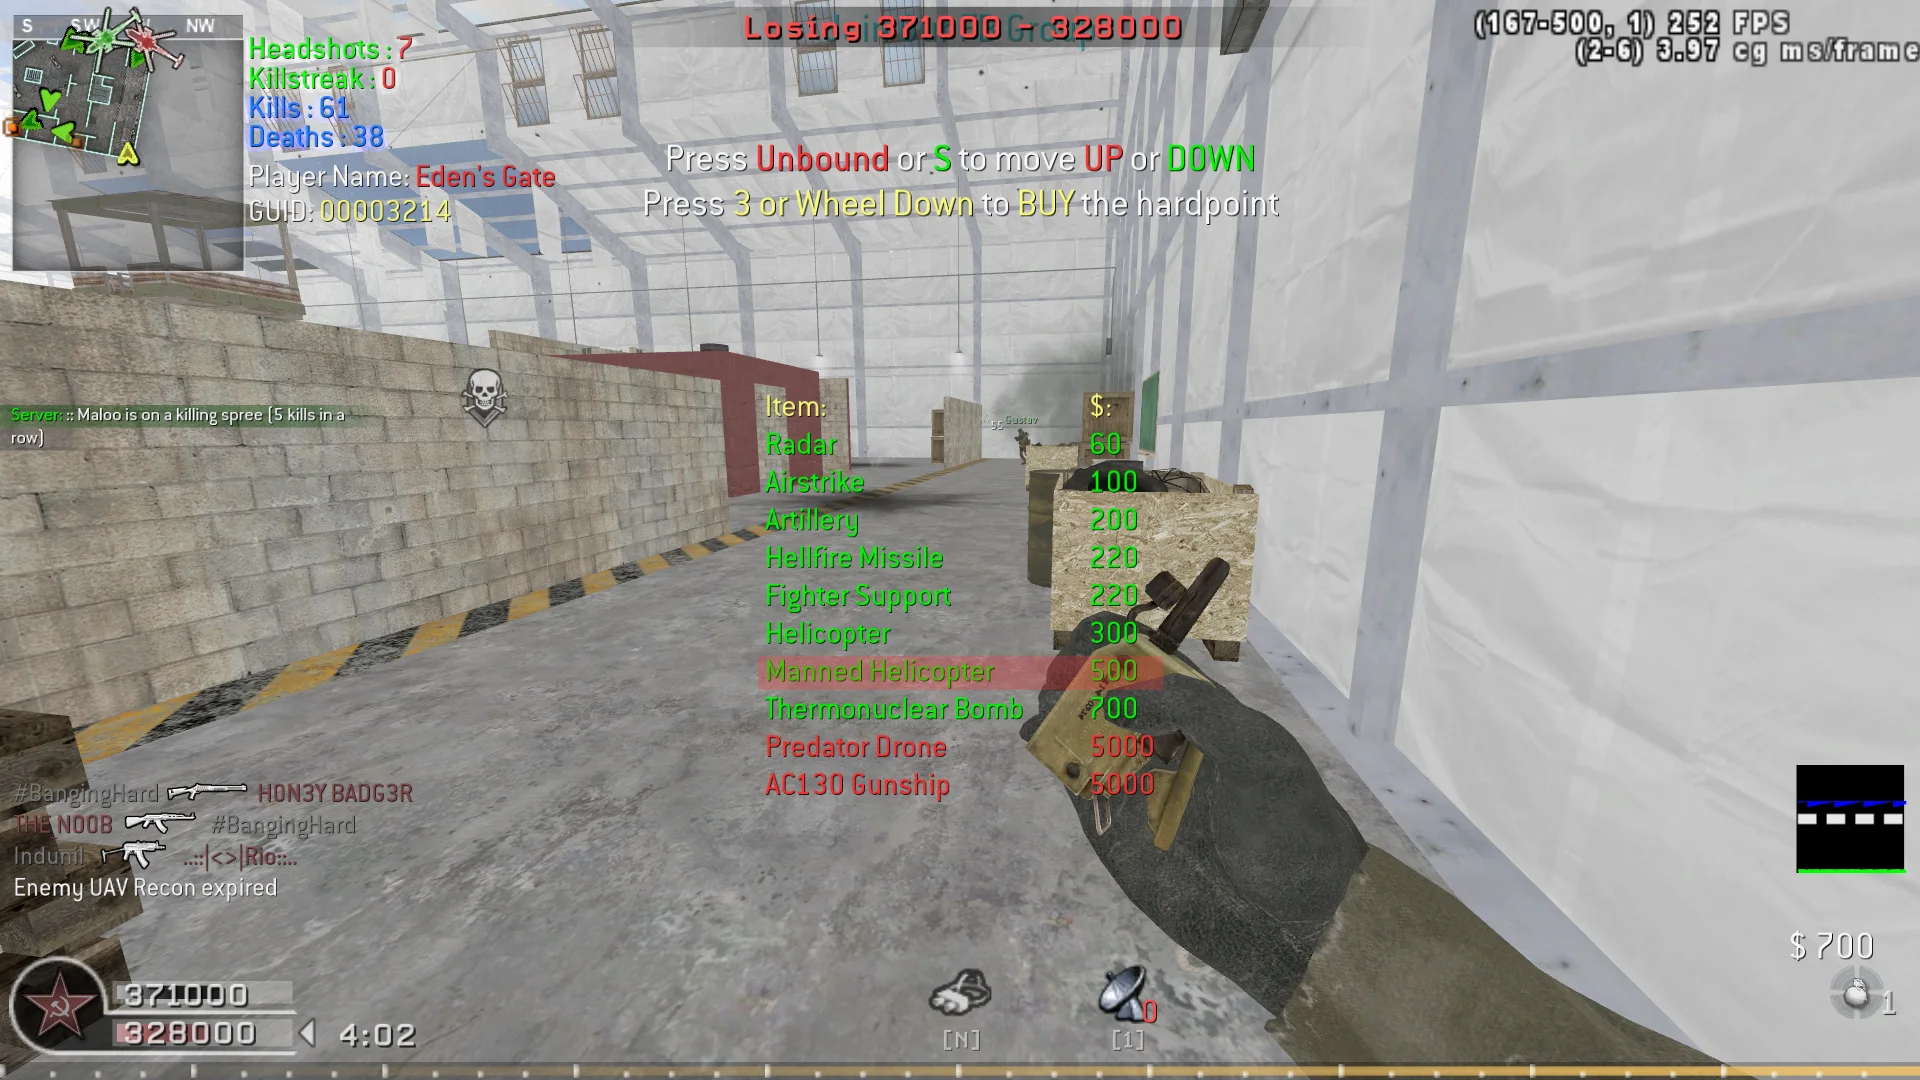 S SW NW
Losing 371000 - 328000
(167-500, 1) 252 FPS
(2-6) 3.97 cg ms/frame
Headshots : 7
Killstreak : 0
Kills : 61
Deaths : 38
Player Name: Eden's Gate
GUID: 00003214
Press Unbound or S to move UP or DOWN
Press 3 or Wheel Down to BUY the hardpoint
Server: :: Maloo is on a killing spree (5 kills in a
row)
55 Gustav
Item: $:
Radar 60
Airstrike 100
Artillery 200
Hellfire Missile 220
Fighter Support 220
Helicopter 300
Manned Helicopter 500
Thermonuclear Bomb 700
Predator Drone 5000
AC130 Gunship 5000
#BangingHard H0N3Y BADG3R
THE N00B #BangingHard
Indunil ..::|<>|Rio::..
Enemy UAV Recon expired
$ 700
371000
328000 4:02
0
1
[N] [1]